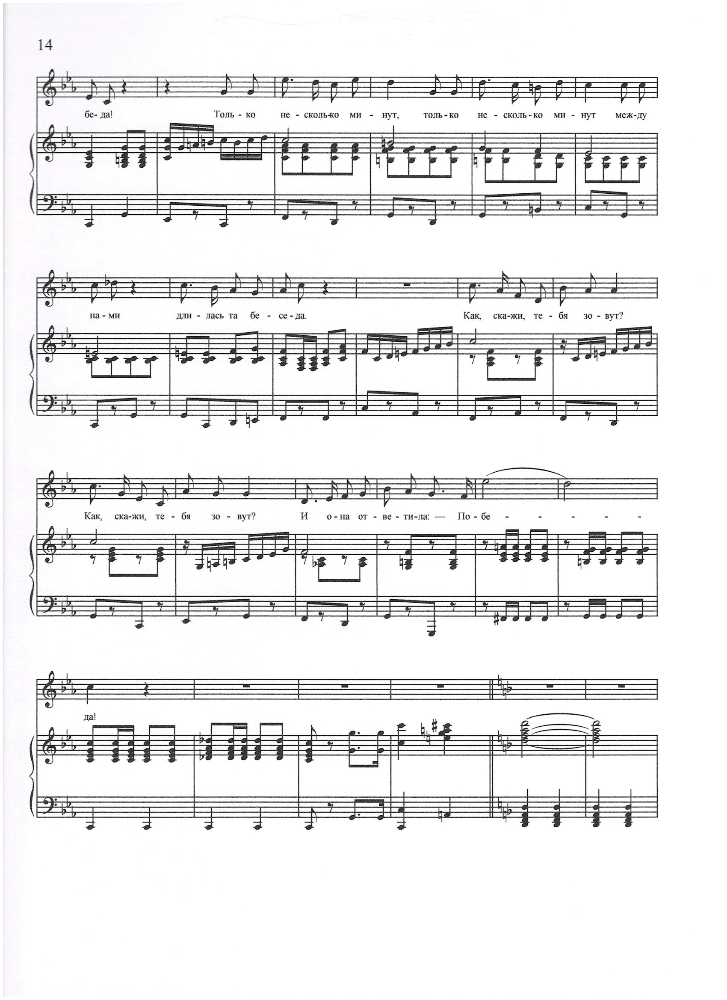 14
бе- да! Толь - ко не - сколь-ко ми - нут, толь-ко не - сколь-ко ми - нут меж-ду
на - ми дли - лась та бе - се - да. Как, ска-жи, те - бя зо - вут?
Как, ска-жи, те - бя зо - вут? И о - на от - ве - ти-ла: — По - бе - - - - - -
да!